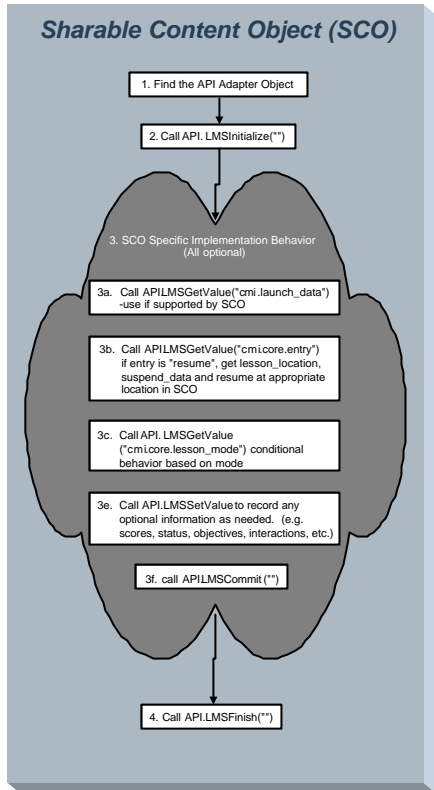 Sharable Content Object (SCO)
1. Find the API Adapter Object
2. Call API. LMSInitialize("")
3. SCO Specific Implementation Behavior
(All optional)
3a. Call API.LMSGetValue("cmi.launch_data")
-use if supported by SCO
3b. Call API.LMSGetValue("cmi.core.entry")
if entry is "resume", get lesson_location,
suspend_data and resume at appropriate
location in SCO
3c. Call API. LMSGetValue
("cmi.core.lesson_mode") conditional
behavior based on mode
3e. Call API.LMSSetValue to record any
optional information as needed. (e.g.
scores, status, objectives, interactions, etc.)
3f. call API.LMSCommit ("")
4. Call API.LMSFinish("")